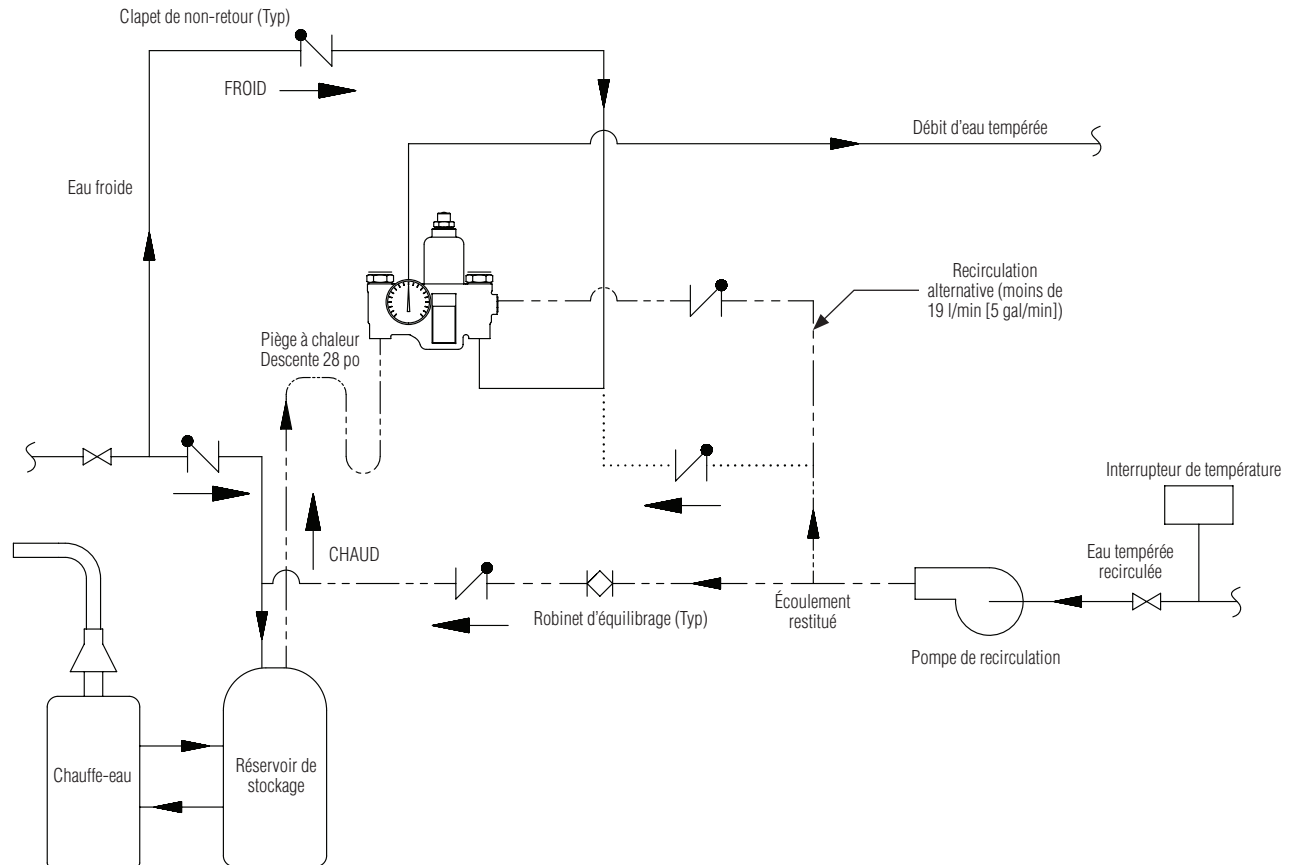 Clapet de non-retour (Typ)
FROID
Débit d'eau tempérée
Eau froide
Recirculation
alternative (moins de
19 l/min [5 gal/min])
Piège à chaleur
Descente 28 po
Interrupteur de température
CHAUD
Eau tempérée
recirculée
Robinet d'équilibrage (Typ)
Écoulement
restitué
Pompe de recirculation
Chauffe-eau
Réservoir de
stockage